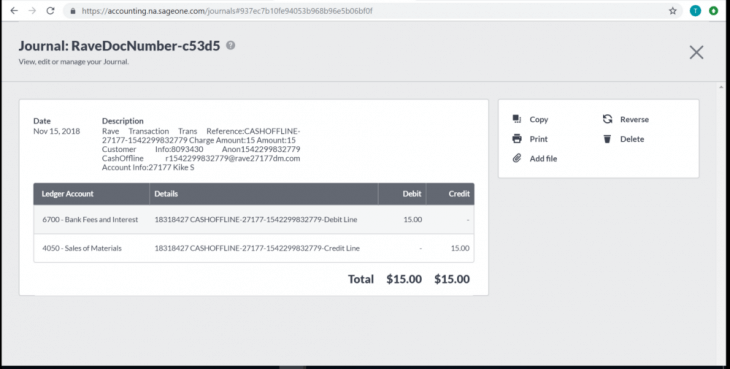 https://accounting.na.sageone.com/journals#937ec7b10fe94053b968b96e5b06bf0f
T
Journal: RaveDocNumber-c53d5 ?
View, edit or manage your Journal.
Date Description
Nov 15, 2018 Rave Transaction Trans Reference:CASHOFFLINE-
27177-1542299832779 Charge Amount:15 Amount:15
Customer Info:8093430 Anon1542299832779
CashOffline r1542299832779@rave27177dm.com
Account Info:27177 Kike S
Copy Reverse
Print Delete
Add file
Ledger Account Details Debit Credit
6700 - Bank Fees and Interest 18318427 CASHOFFLINE-27177-1542299832779-Debit Line 15.00 -
4050 - Sales of Materials 18318427 CASHOFFLINE-27177-1542299832779-Credit Line - 15.00
Total $15.00 $15.00